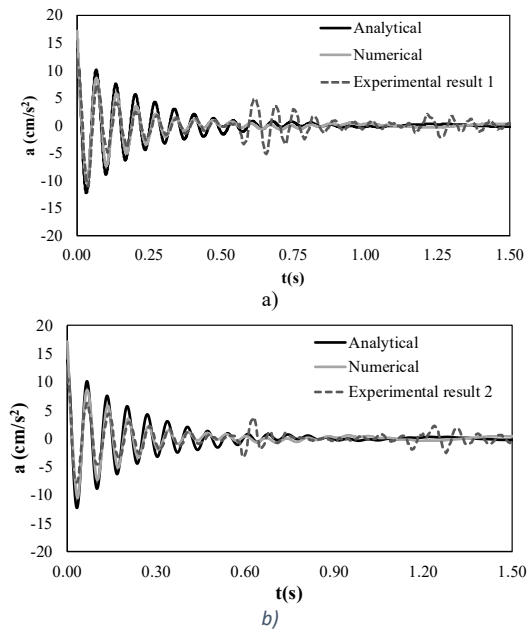 20
15
10
5
0
-5
-10
-15
-20
a (cm/s²)
Analytical
Numerical
Experimental result 1
0.00 0.25 0.50 0.75 1.00 1.25 1.50
t(s)
a)
20
15
10
5
0
-5
-10
-15
-20
a (cm/s²)
Analytical
Numerical
Experimental result 2
0.00 0.30 0.60 0.90 1.20 1.50
t(s)
b)